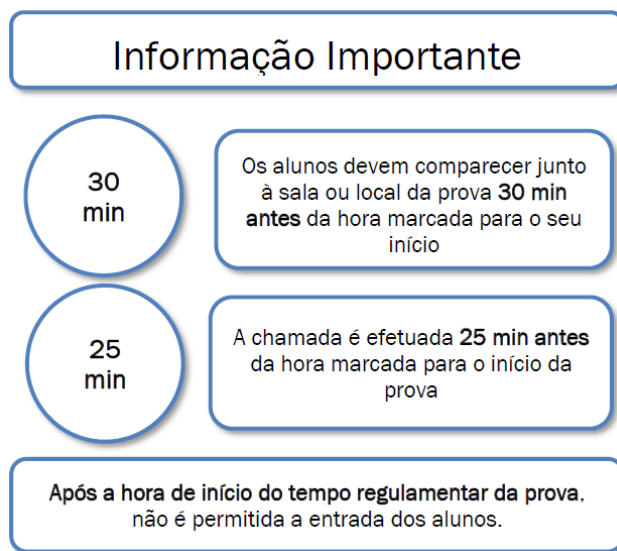 Informação Importante
30
min
Os alunos devem comparecer junto
à sala ou local da prova 30 min
antes da hora marcada para o seu
início
25
min
A chamada é efetuada 25 min antes
da hora marcada para o início da
prova
Após a hora de início do tempo regulamentar da prova,
não é permitida a entrada dos alunos.